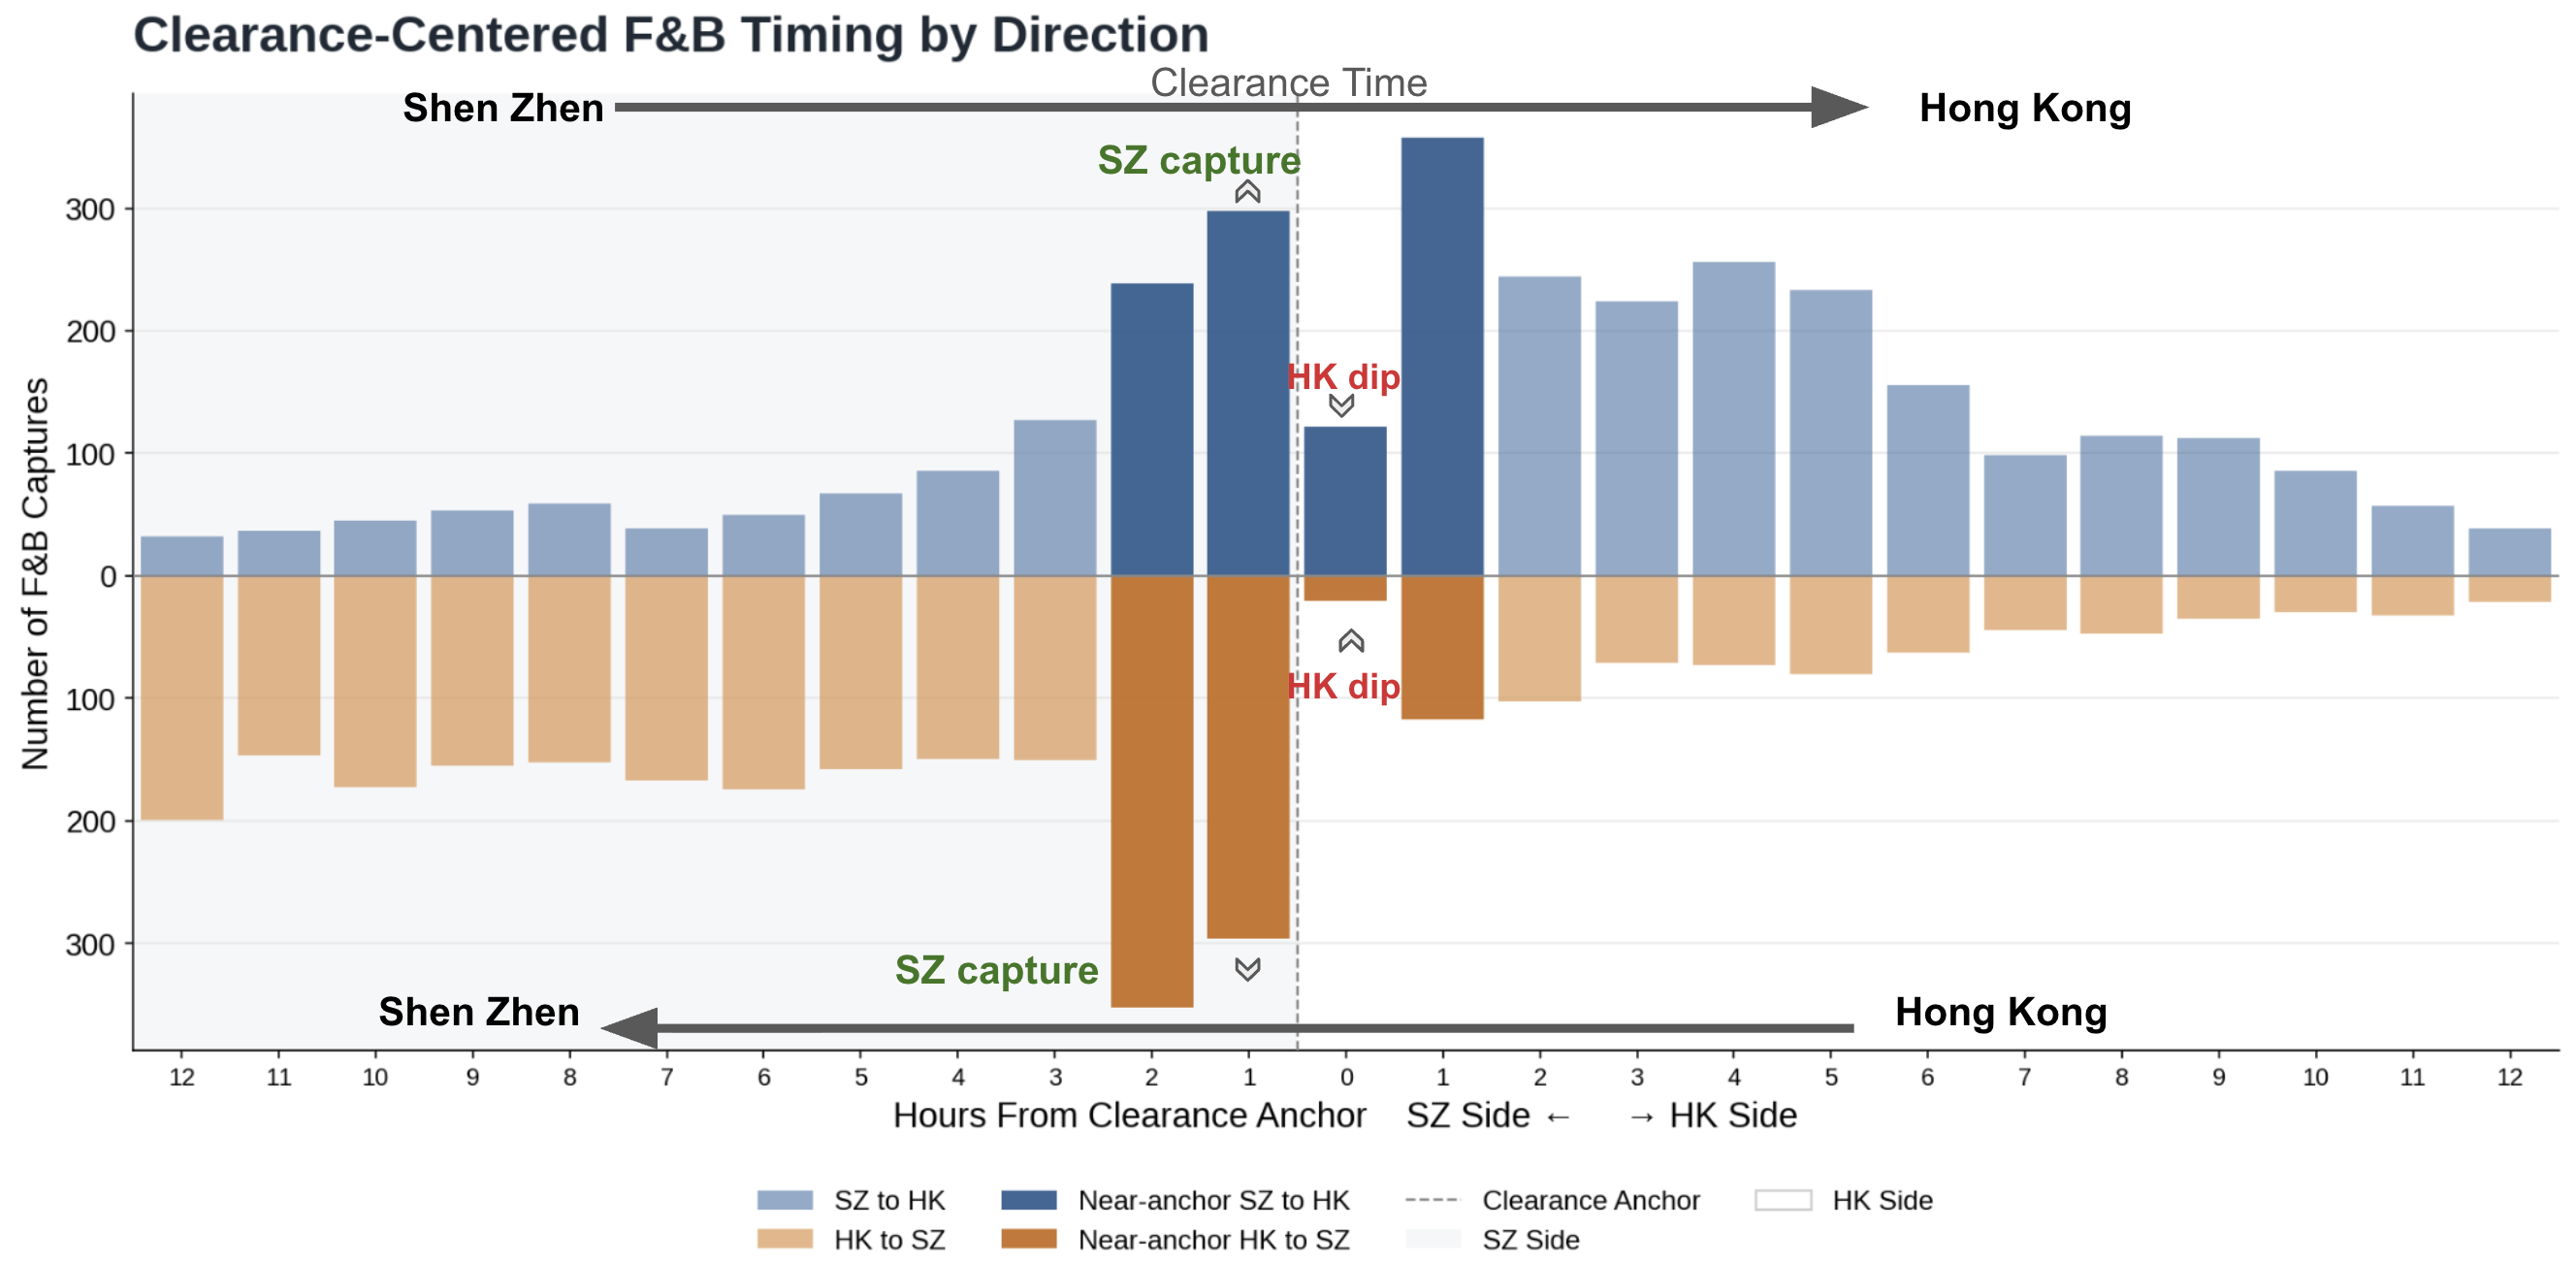 Clearance-Centered F&B Timing by Direction
Clearance Time
Shen Zhen
Hong Kong
SZ capture
HK dip
HK dip
SZ capture
Shen Zhen
Hong Kong
Number of F&B Captures
300
200
100
0
100
200
300
12 11 10 9 8 7 6 5 4 3 2 1 0 1 2 3 4 5 6 7 8 9 10 11 12
Hours From Clearance Anchor SZ Side ← → HK Side
SZ to HK Near-anchor SZ to HK Clearance Anchor HK Side
HK to SZ Near-anchor HK to SZ SZ Side